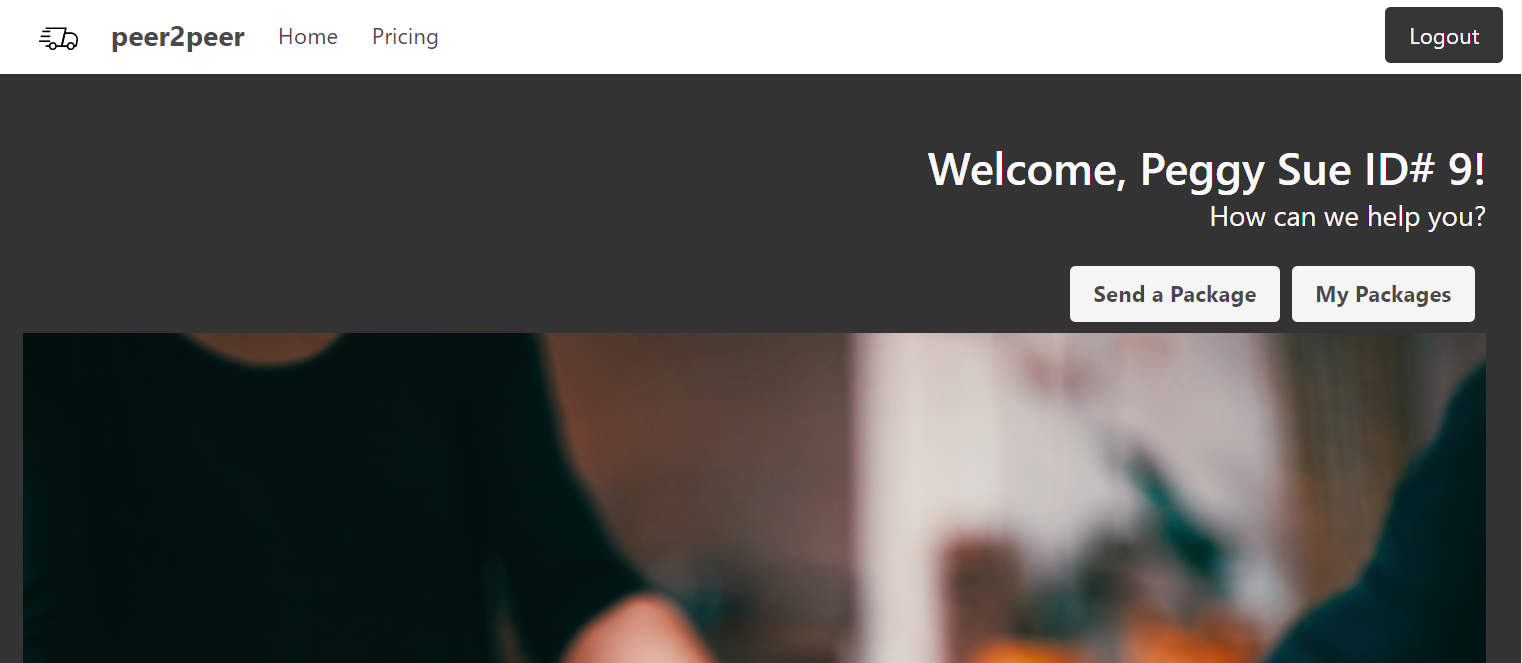 peer2peer Home Pricing Logout
Welcome, Peggy Sue ID# 9!
How can we help you?
Send a Package My Packages